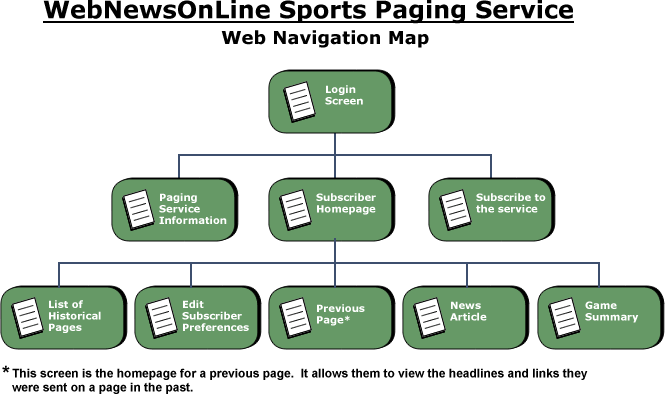 WebNewsOnLine Sports Paging Service
Web Navigation Map
Login
Screen
Paging
Service
Information
Subscriber
Homepage
Subscribe to
the service
List of
Historical
Pages
Edit
Subscriber
Preferences
Previous
Page*
News
Article
Game
Summary
* This screen is the homepage for a previous page.  It allows them to view the headlines and links they
were sent on a page in the past.